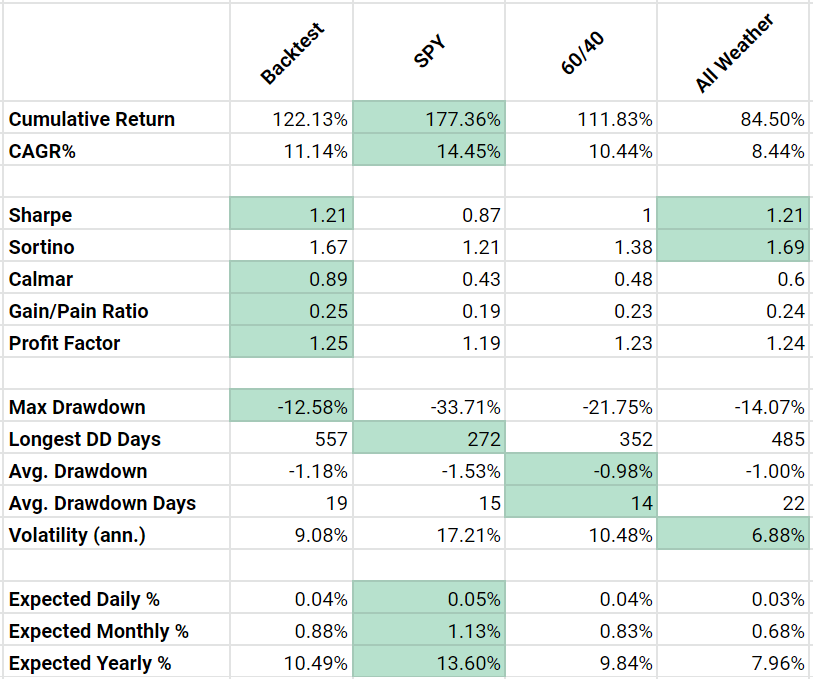 Backtest SPY 60/40 All Weather
Cumulative Return 122.13% 177.36% 111.83% 84.50%
CAGR% 11.14% 14.45% 10.44% 8.44%
Sharpe 1.21 0.87 1 1.21
Sortino 1.67 1.21 1.38 1.69
Calmar 0.89 0.43 0.48 0.6
Gain/Pain Ratio 0.25 0.19 0.23 0.24
Profit Factor 1.25 1.19 1.23 1.24
Max Drawdown -12.58% -33.71% -21.75% -14.07%
Longest DD Days 557 272 352 485
Avg. Drawdown -1.18% -1.53% -0.98% -1.00%
Avg. Drawdown Days 19 15 14 22
Volatility (ann.) 9.08% 17.21% 10.48% 6.88%
Expected Daily % 0.04% 0.05% 0.04% 0.03%
Expected Monthly % 0.88% 1.13% 0.83% 0.68%
Expected Yearly % 10.49% 13.60% 9.84% 7.96%